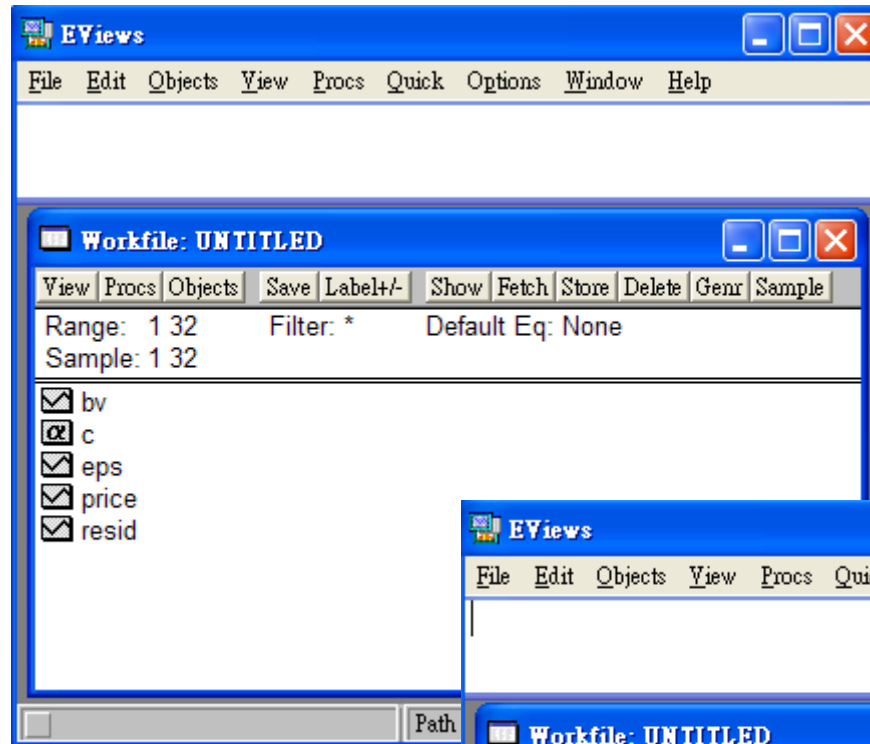 EViews
File Edit Objects View Procs Quick Options Window Help
Workfile: UNTITLED
View Procs Objects Save Label+/- Show Fetch Store Delete Genr Sample
Range: 1 32 Filter: * Default Eq: None
Sample: 1 32
bv
α c
eps
price
resid
Path
EViews
File Edit Objects View Procs Qui
Workfile: UNTITLED